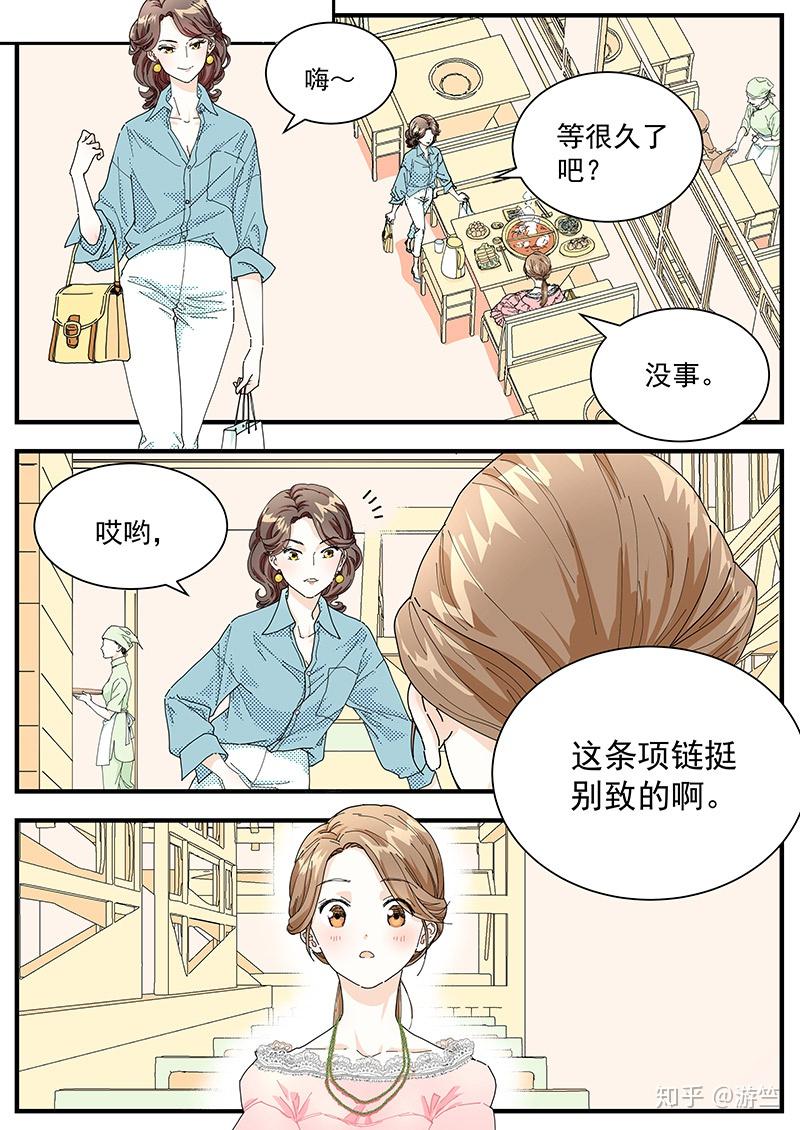 嗨～
等很久了
吧？
没事。
哎哟，
这条项链挺
别致的啊。
知乎 @游竺